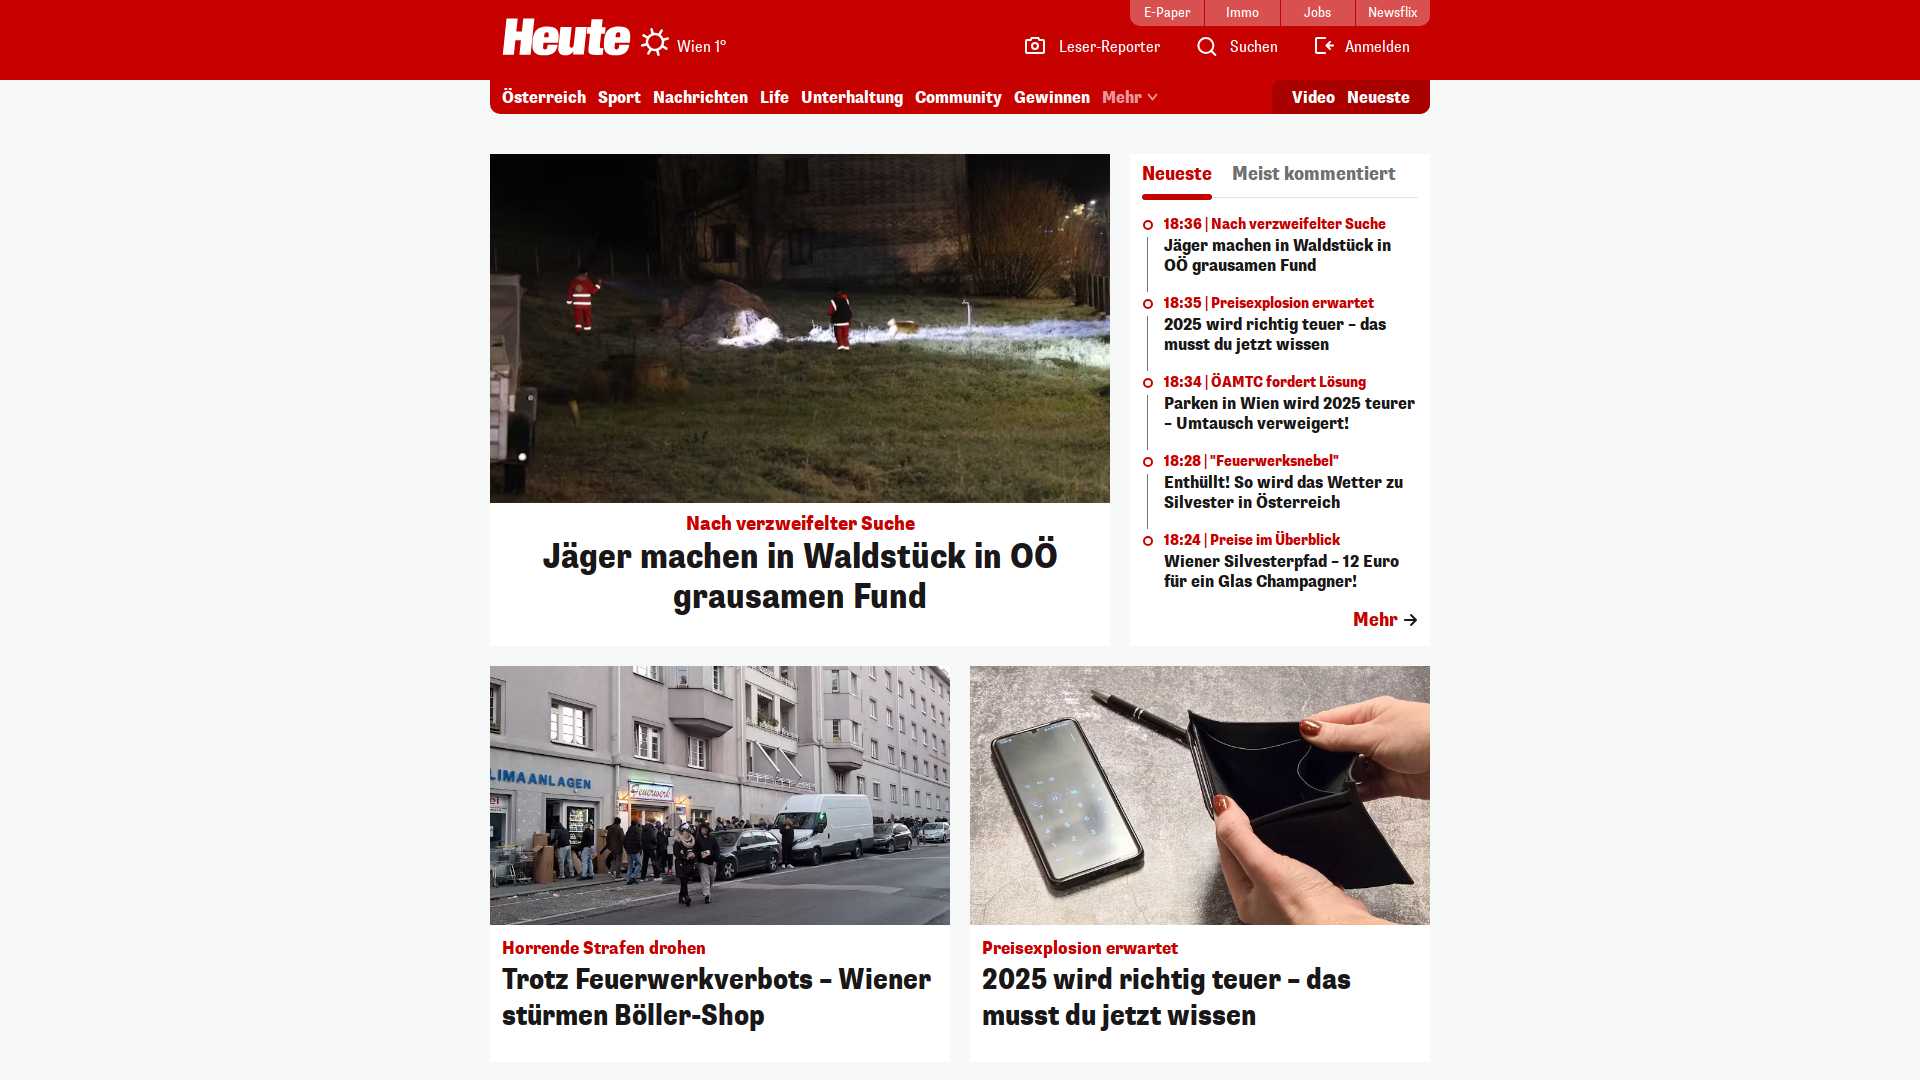 E-Paper
Immo
Jobs
Newsflix
Heute
Wien 1°
Leser-Reporter
Suchen
Anmelden
Österreich
Sport
Nachrichten
Life
Unterhaltung
Community
Gewinnen
Mehr
Video
Neueste
Nach verzweifelter Suche
Jäger machen in Waldstück in OÖ
grausamen Fund
Neueste
Meist kommentiert
18:36 | Nach verzweifelter Suche
Jäger machen in Waldstück in
OÖ grausamen Fund
18:35 | Preisexplosion erwartet
2025 wird richtig teuer – das
musst du jetzt wissen
18:34 | ÖAMTC fordert Lösung
Parken in Wien wird 2025 teurer
– Umtausch verweigert!
18:28 | "Feuerwerksnebel"
Enthüllt! So wird das Wetter zu
Silvester in Österreich
18:24 | Preise im Überblick
Wiener Silvesterpfad – 12 Euro
für ein Glas Champagner!
Mehr
LIMAANLAGEN
Feuerwerk
Horrende Strafen drohen
Trotz Feuerwerkverbots – Wiener
stürmen Böller-Shop
Preisexplosion erwartet
2025 wird richtig teuer – das
musst du jetzt wissen